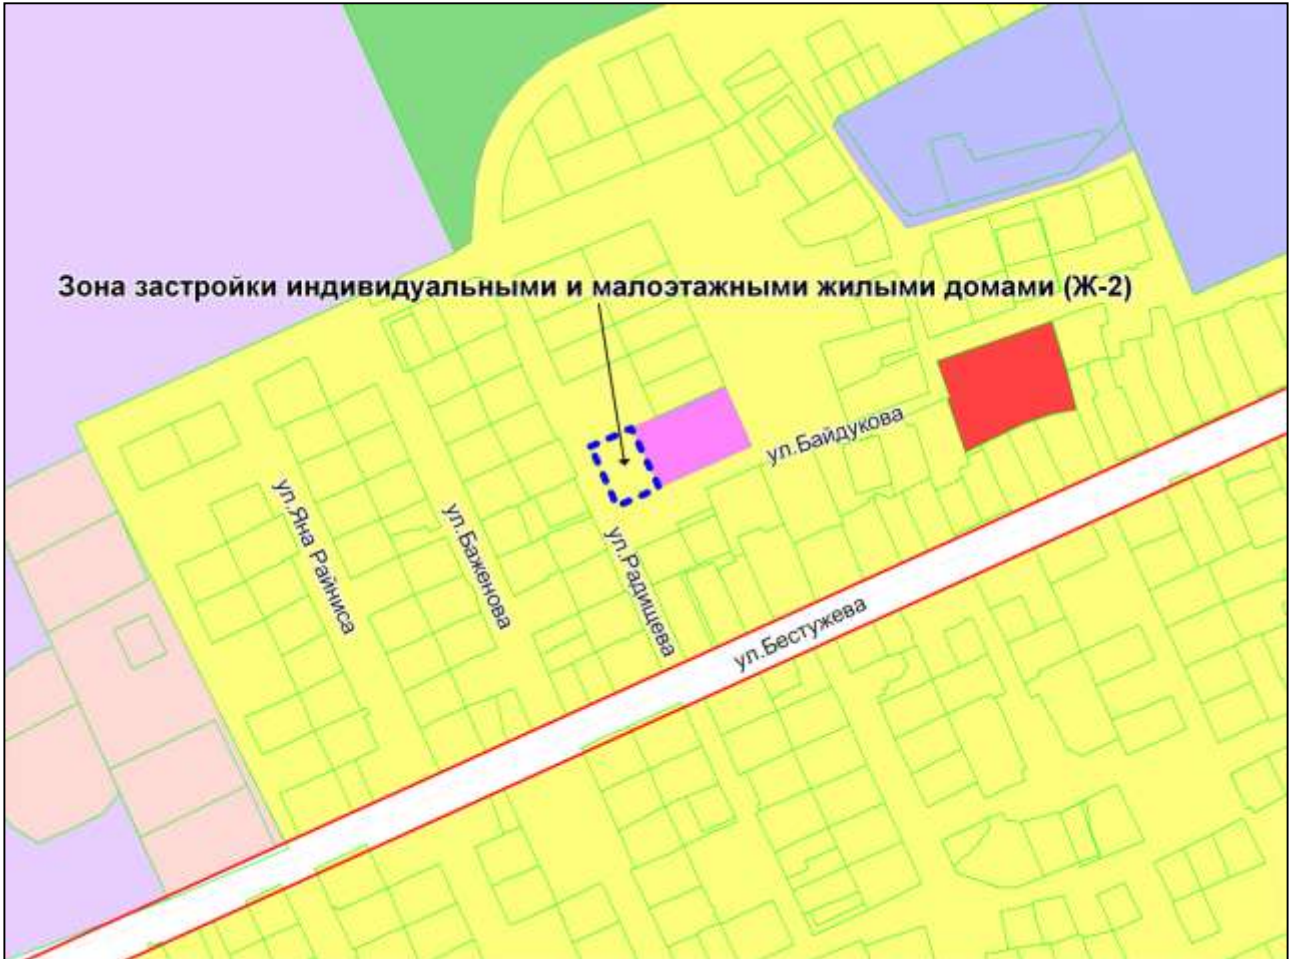 Зона застройки индивидуальными и малоэтажными жилыми домами (Ж-2)
ул.Байдукова
ул.Яна Райниса
ул.Баженова
ул.Радищева
ул.Бестужева